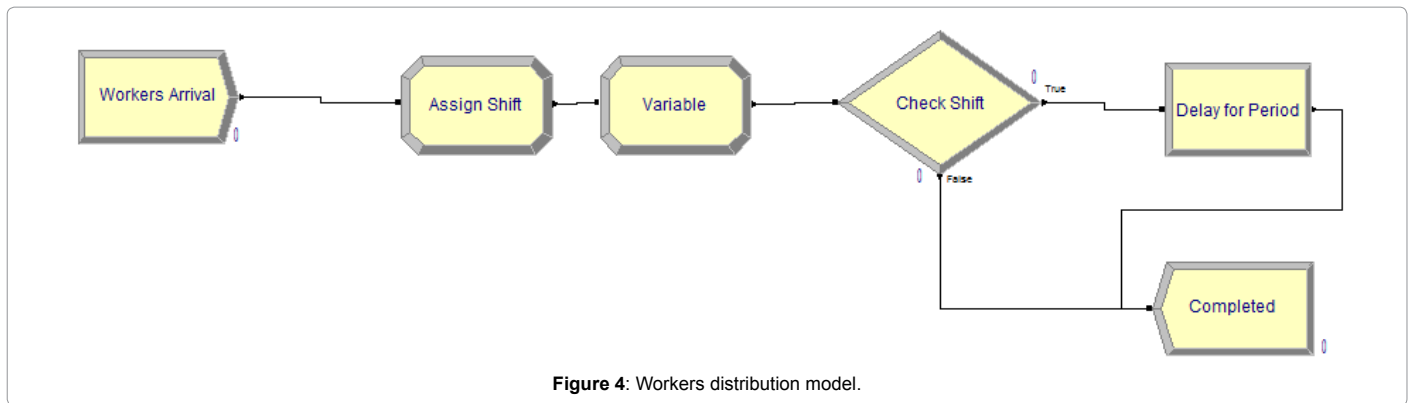 Workers Arrival
0
Assign Shift
Variable
Check Shift
0
True
0
False
Delay for Period
Completed
0
Figure 4: Workers distribution model.